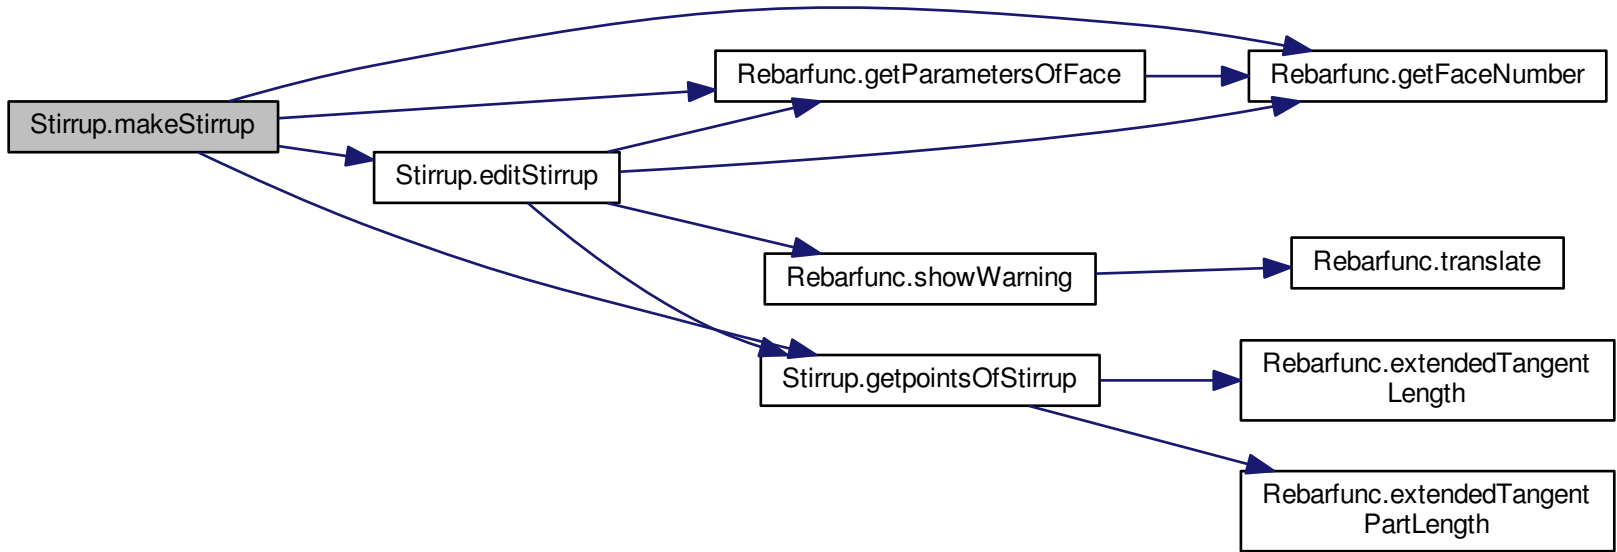 Stirrup.makeStirrup
Stirrup.editStirrup
Rebarfunc.getParametersOfFace
Rebarfunc.getFaceNumber
Rebarfunc.showWarning
Rebarfunc.translate
Stirrup.getpointsOfStirrup
Rebarfunc.extendedTangent
Length
Rebarfunc.extendedTangent
PartLength